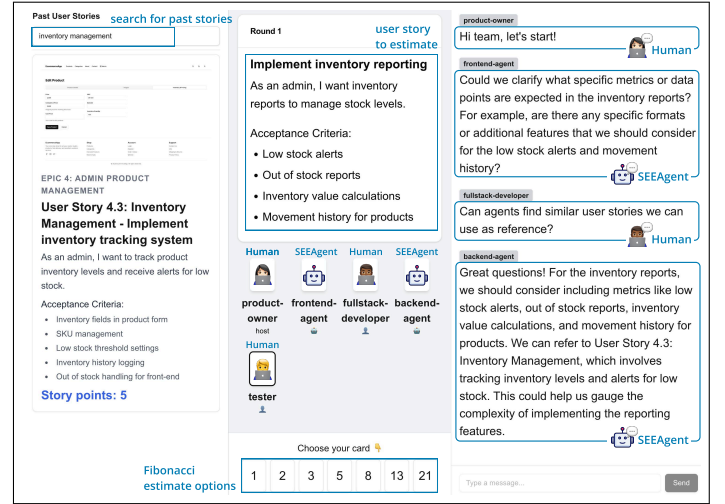 Past User Stories
search for past stories
inventory management
Edit Product
EPIC 4: ADMIN PRODUCT
MANAGEMENT
User Story 4.3: Inventory
Management - Implement
inventory tracking system
As an admin, I want to track product
inventory levels and receive alerts for low
stock.
Acceptance Criteria:
• Inventory fields in product form
• SKU management
• Low stock threshold settings
• Inventory history logging
• Out of stock handling for front-end
Story points: 5
Round 1
user story
to estimate
Implement inventory reporting
As an admin, I want inventory
reports to manage stock levels.
Acceptance Criteria:
• Low stock alerts
• Out of stock reports
• Inventory value calculations
• Movement history for products
Human SEEAgent Human SEEAgent
product- frontend- fullstack- backend-
owner agent developer agent
host
Human
tester
Choose your card 👇
Fibonacci
estimate options
1 2 3 5 8 13 21
product-owner
Hi team, let's start!
Human
frontend-agent
Could we clarify what specific metrics or data
points are expected in the inventory reports?
For example, are there any specific formats
or additional features that we should consider
for the low stock alerts and movement
history?
SEEAgent
fullstack-developer
Can agents find similar user stories we can
use as reference?
Human
backend-agent
Great questions! For the inventory reports,
we should consider including metrics like low
stock alerts, out of stock reports, inventory
value calculations, and movement history for
products. We can refer to User Story 4.3:
Inventory Management, which involves
tracking inventory levels and alerts for low
stock. This could help us gauge the
complexity of implementing the reporting
features.
SEEAgent
Type a message...
Send